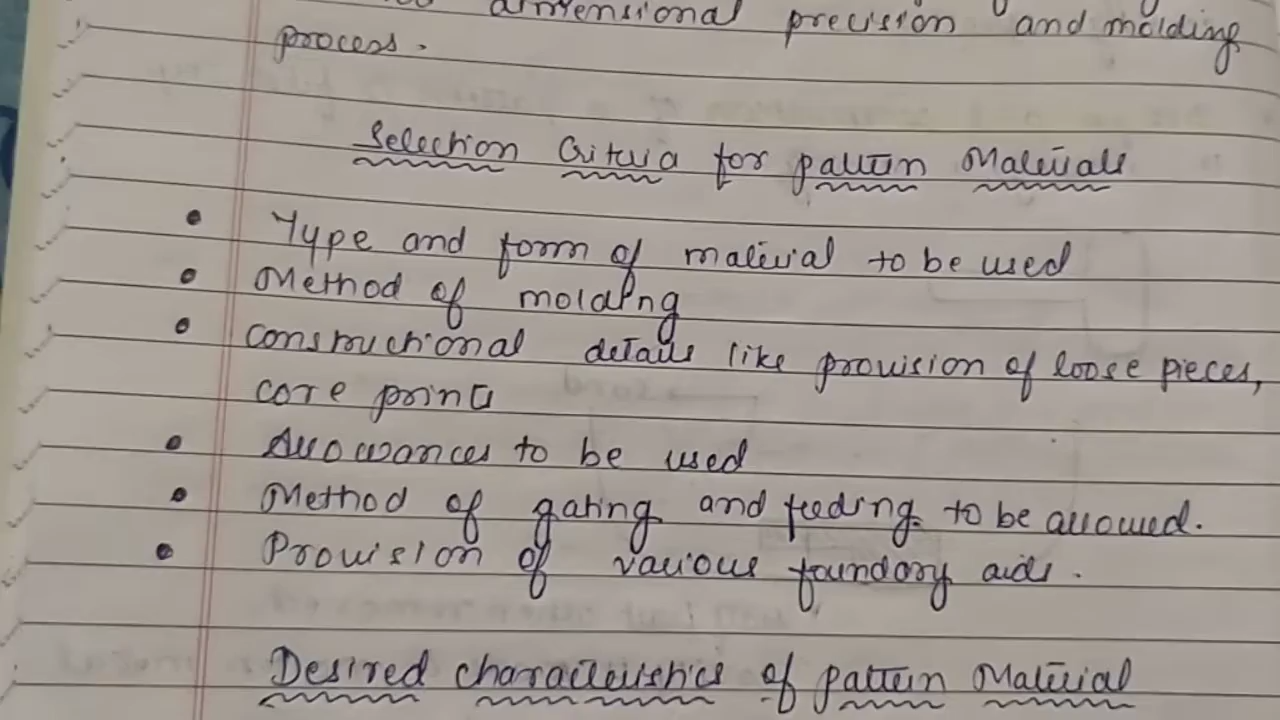 dimensional precision and molding
process.
Selection Criteria for pattern Materials
• Type and form of material to be used
• Method of molding
• Constructional details like provision of loose pieces,
core prints
• Allowances to be used
• Method of gating and feeding to be allowed.
• Provision of various foundary aids.
Desired characteristics of pattern Material